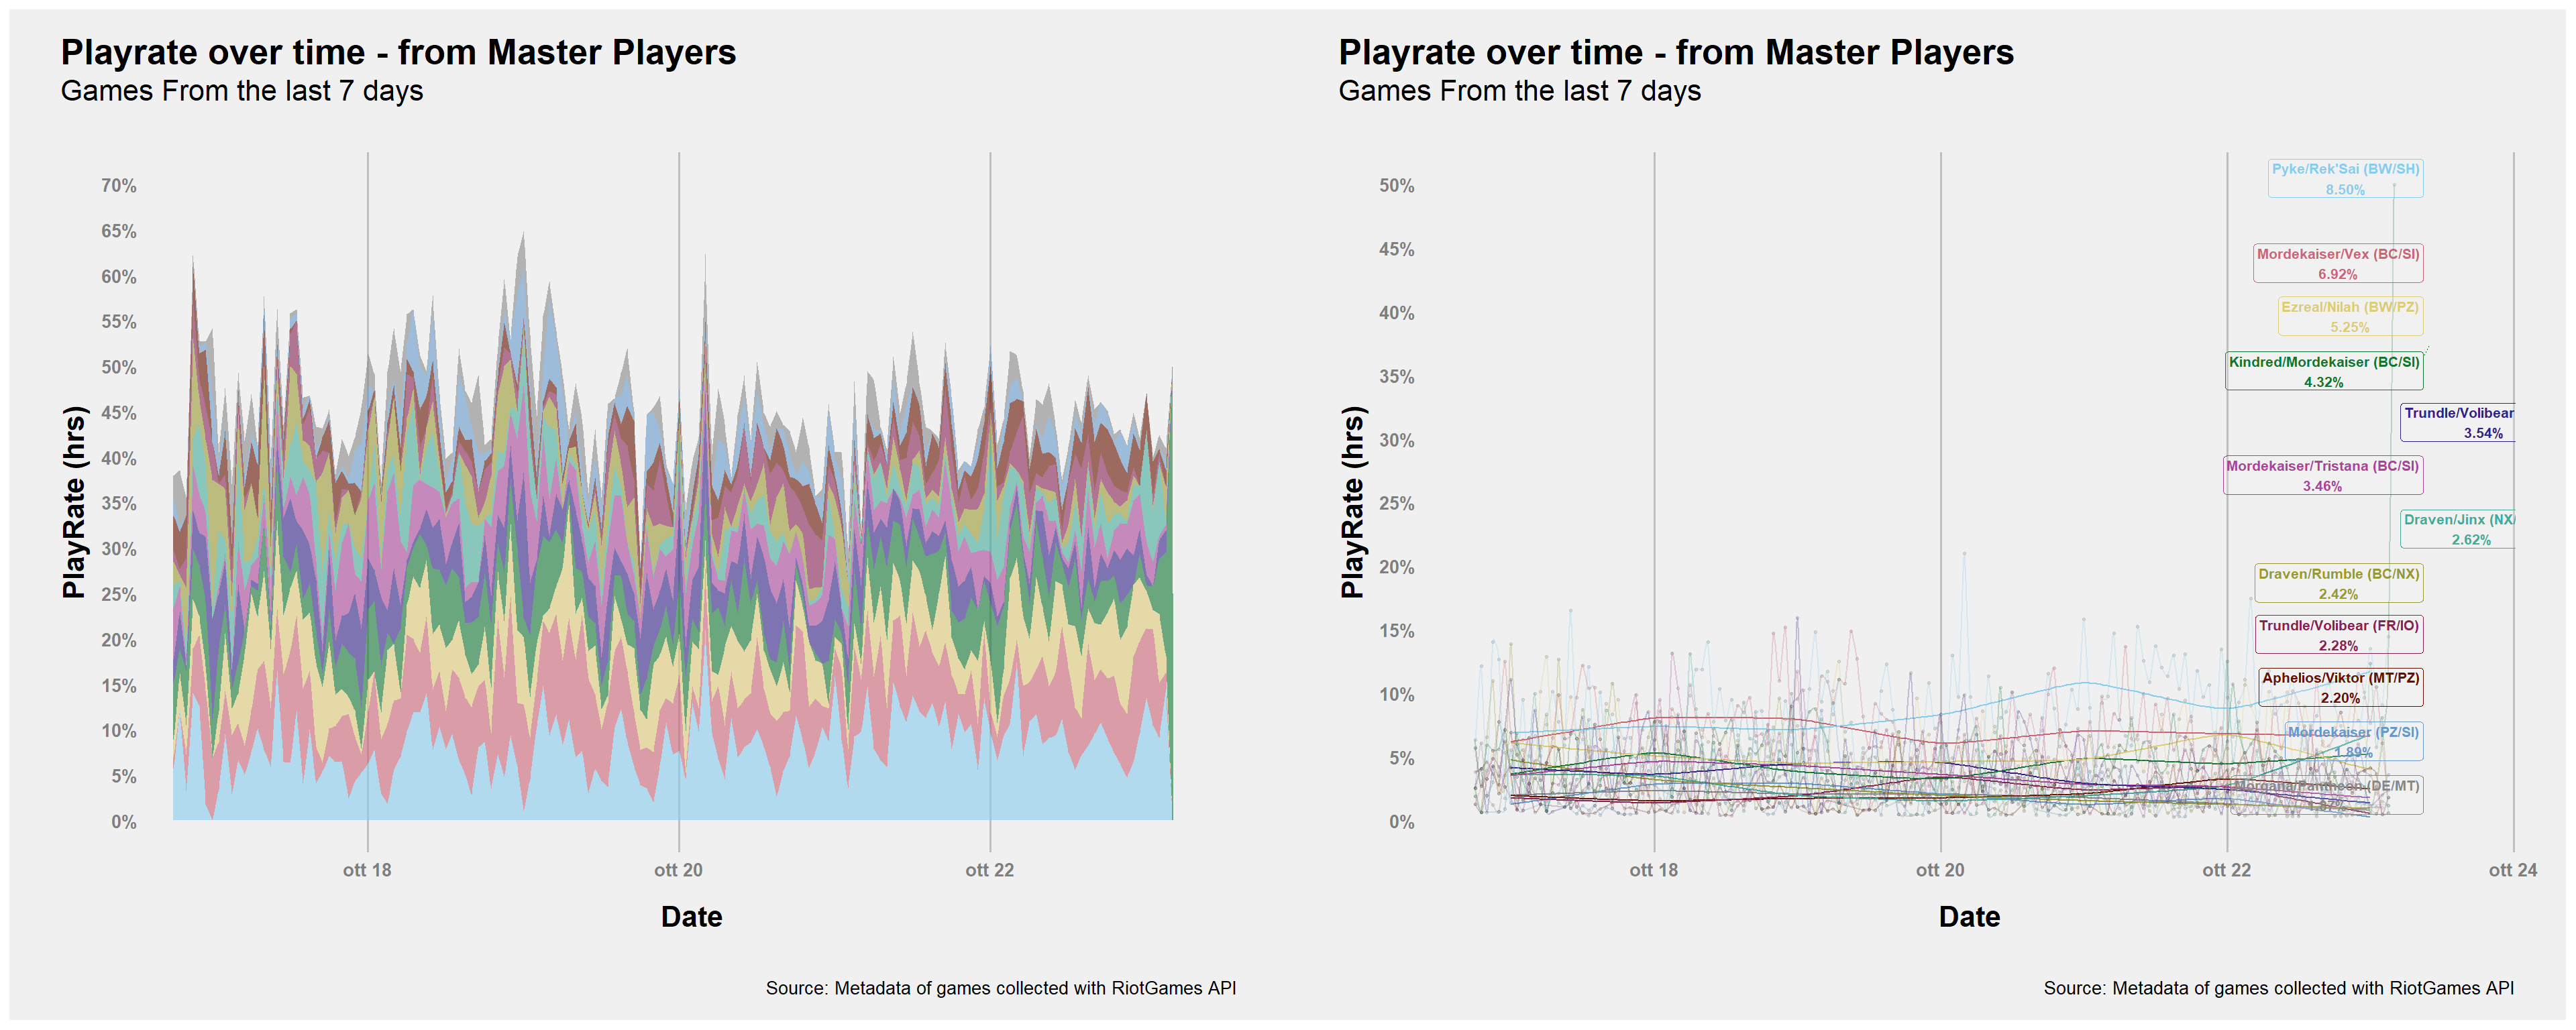 Playrate over time - from Master Players
Games From the last 7 days
70%
65%
60%
55%
50%
45%
40%
35%
30%
25%
20%
15%
10%
5%
0%
PlayRate (hrs)
ott 18
ott 20
ott 22
Date
Source: Metadata of games collected with RiotGames API
Playrate over time - from Master Players
Games From the last 7 days
50%
45%
40%
35%
30%
25%
20%
15%
10%
5%
0%
PlayRate (hrs)
Pyke/Rek'Sai (BW/SH)
8.50%
Mordekaiser/Vex (BC/SI)
6.92%
Ezreal/Nilah (BW/PZ)
5.25%
Kindred/Mordekaiser (BC/SI)
4.32%
Trundle/Volibear
3.54%
Mordekaiser/Tristana (BC/SI)
3.46%
Draven/Jinx (NX/
2.62%
Draven/Rumble (BC/NX)
2.42%
Trundle/Volibear (FR/IO)
2.28%
Aphelios/Viktor (MT/PZ)
2.20%
Mordekaiser (PZ/SI)
1.89%
(DE/MT)
ott 18
ott 20
ott 22
ott 24
Date
Source: Metadata of games collected with RiotGames API